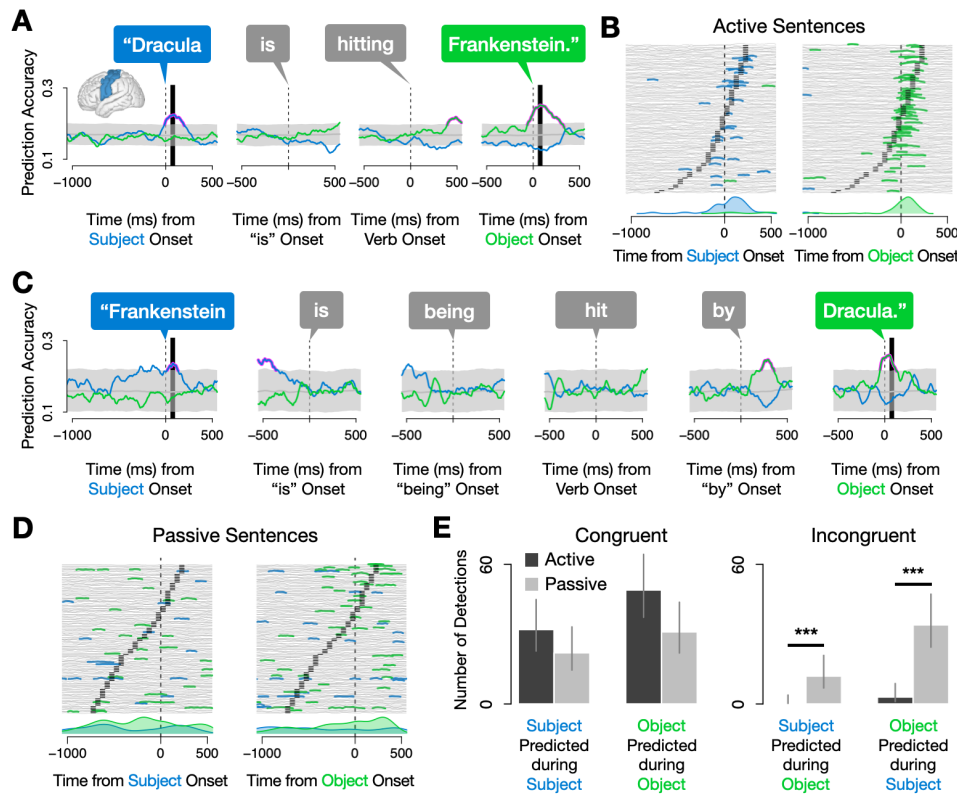 A
“Dracula
is
hitting
Frankenstein.”
Prediction Accuracy
0.3
0.1
−1000
0
500
−500
0
500
−500
0
500
−500
0
500
Time (ms) from
Subject Onset
Time (ms) from
“is” Onset
Time (ms) from
Verb Onset
Time (ms) from
Object Onset
B
Active Sentences
−1000
0
500
−1000
0
500
Time from Subject Onset
Time from Object Onset
C
“Frankenstein
is
being
hit
by
Dracula.”
Prediction Accuracy
0.3
0.1
−1000
0
500
−500
0
500
−500
0
500
−500
0
500
−500
0
500
−500
0
500
Time (ms) from
Subject Onset
Time (ms) from
“is” Onset
Time (ms) from
“being” Onset
Time (ms) from
Verb Onset
Time (ms) from
“by” Onset
Time (ms) from
Object Onset
D
Passive Sentences
−1000
0
500
−1000
0
500
Time from Subject Onset
Time from Object Onset
E
Congruent
Incongruent
Number of Detections
60
0
Active
Passive
60
0
***
***
Subject
Predicted
during
Subject
Object
Predicted
during
Object
Subject
Predicted
during
Object
Object
Predicted
during
Subject